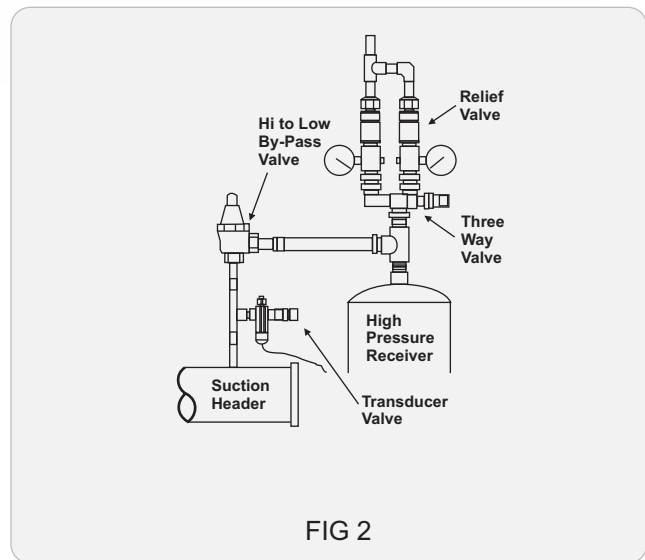 Relief
Valve
Hi to Low
By-Pass
Valve
Three
Way
Valve
High
Pressure
Receiver
Suction
Header
Transducer
Valve
FIG 2